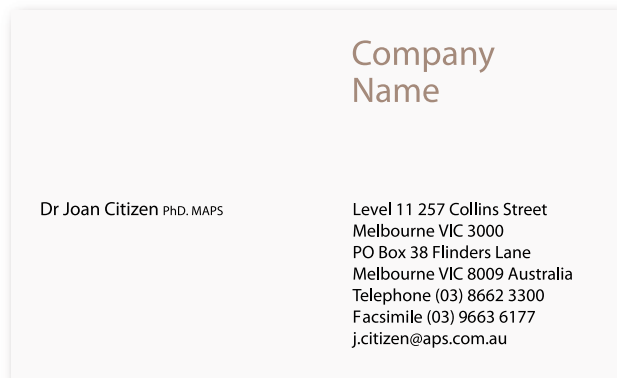 Company
Name
Dr Joan Citizen PhD. MAPS
Level 11 257 Collins Street
Melbourne VIC 3000
PO Box 38 Flinders Lane
Melbourne VIC 8009 Australia
Telephone (03) 8662 3300
Facsimile (03) 9663 6177
j.citizen@aps.com.au